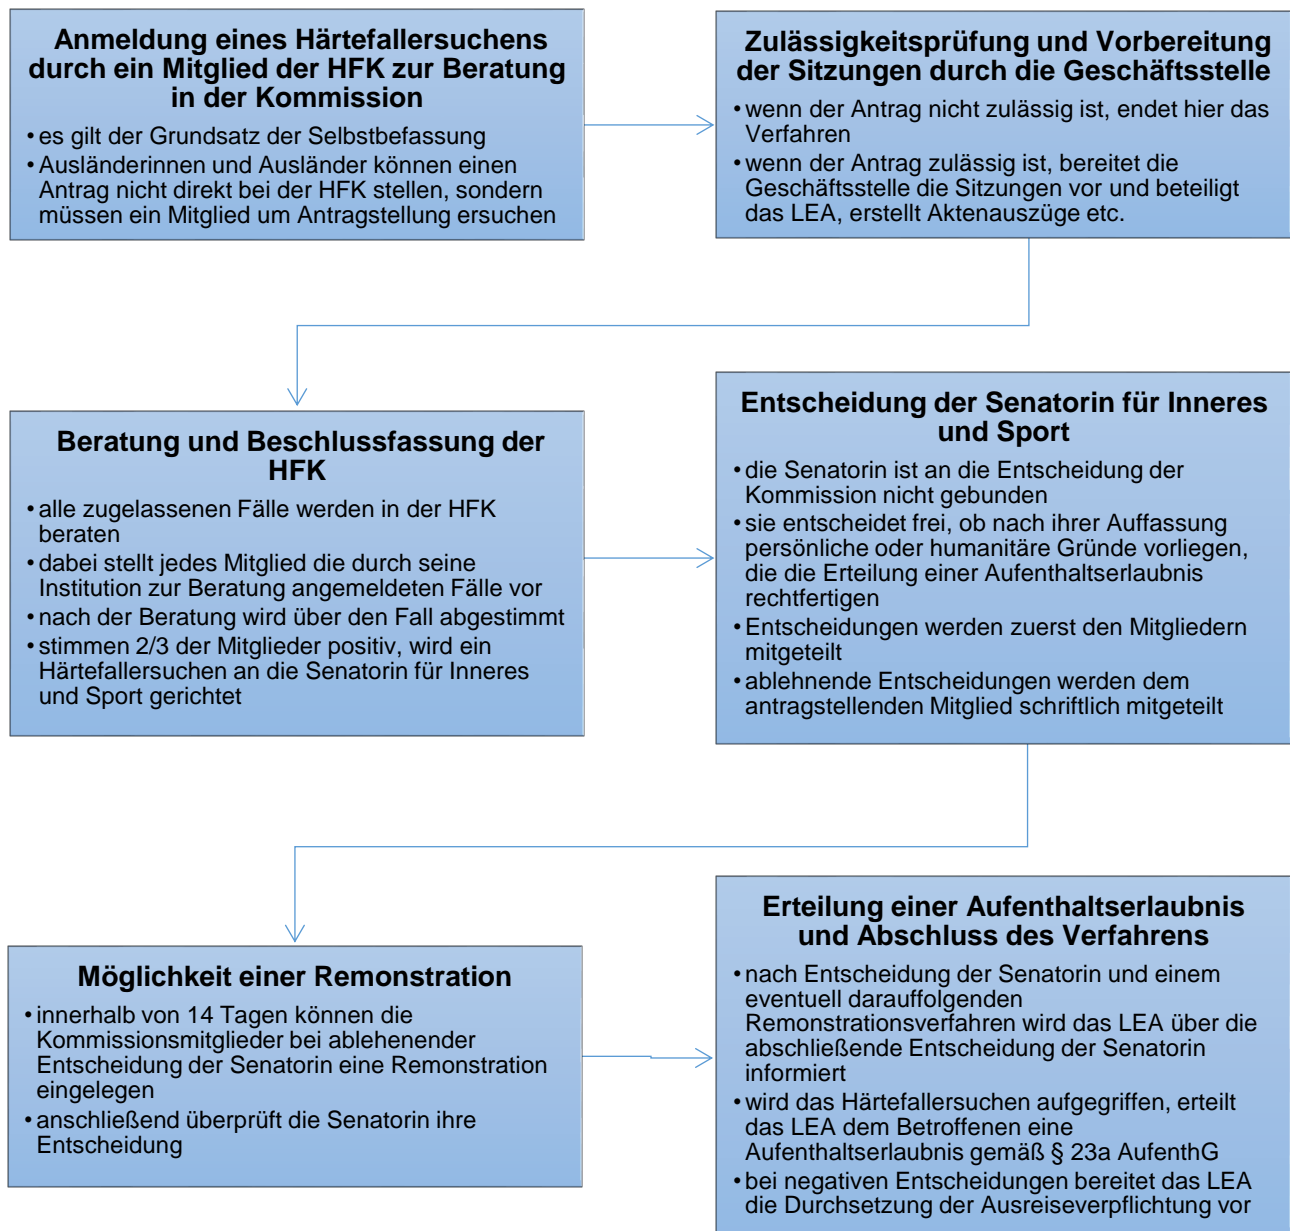 Anmeldung eines Härtefallersuchens
durch ein Mitglied der HFK zur Beratung
in der Kommission
• es gilt der Grundsatz der Selbstbefassung
• Ausländerinnen und Ausländer können einen
Antrag nicht direkt bei der HFK stellen, sondern
müssen ein Mitglied um Antragstellung ersuchen
Zulässigkeitsprüfung und Vorbereitung
der Sitzungen durch die Geschäftsstelle
• wenn der Antrag nicht zulässig ist, endet hier das
Verfahren
• wenn der Antrag zulässig ist, bereitet die
Geschäftsstelle die Sitzungen vor und beteiligt
das LEA, erstellt Aktenauszüge etc.
Beratung und Beschlussfassung der
HFK
• alle zugelassenen Fälle werden in der HFK
beraten
• dabei stellt jedes Mitglied die durch seine
Institution zur Beratung angemeldeten Fälle vor
• nach der Beratung wird über den Fall abgestimmt
• stimmen 2/3 der Mitglieder positiv, wird ein
Härtefallersuchen an die Senatorin für Inneres
und Sport gerichtet
Entscheidung der Senatorin für Inneres
und Sport
• die Senatorin ist an die Entscheidung der
Kommission nicht gebunden
• sie entscheidet frei, ob nach ihrer Auffassung
persönliche oder humanitäre Gründe vorliegen,
die die Erteilung einer Aufenthaltserlaubnis
rechtfertigen
• Entscheidungen werden zuerst den Mitgliedern
mitgeteilt
• ablehnende Entscheidungen werden dem
antragstellenden Mitglied schriftlich mitgeteilt
Möglichkeit einer Remonstration
• innerhalb von 14 Tagen können die
Kommissionsmitglieder bei ablehenender
Entscheidung der Senatorin eine Remonstration
eingelegen
• anschließend überprüft die Senatorin ihre
Entscheidung
Erteilung einer Aufenthaltserlaubnis
und Abschluss des Verfahrens
• nach Entscheidung der Senatorin und einem
eventuell darauffolgenden
Remonstrationsverfahren wird das LEA über die
abschließende Entscheidung der Senatorin
informiert
• wird das Härtefallersuchen aufgegriffen, erteilt
das LEA dem Betroffenen eine
Aufenthaltserlaubnis gemäß § 23a AufenthG
• bei negativen Entscheidungen bereitet das LEA
die Durchsetzung der Ausreiseverpflichtung vor